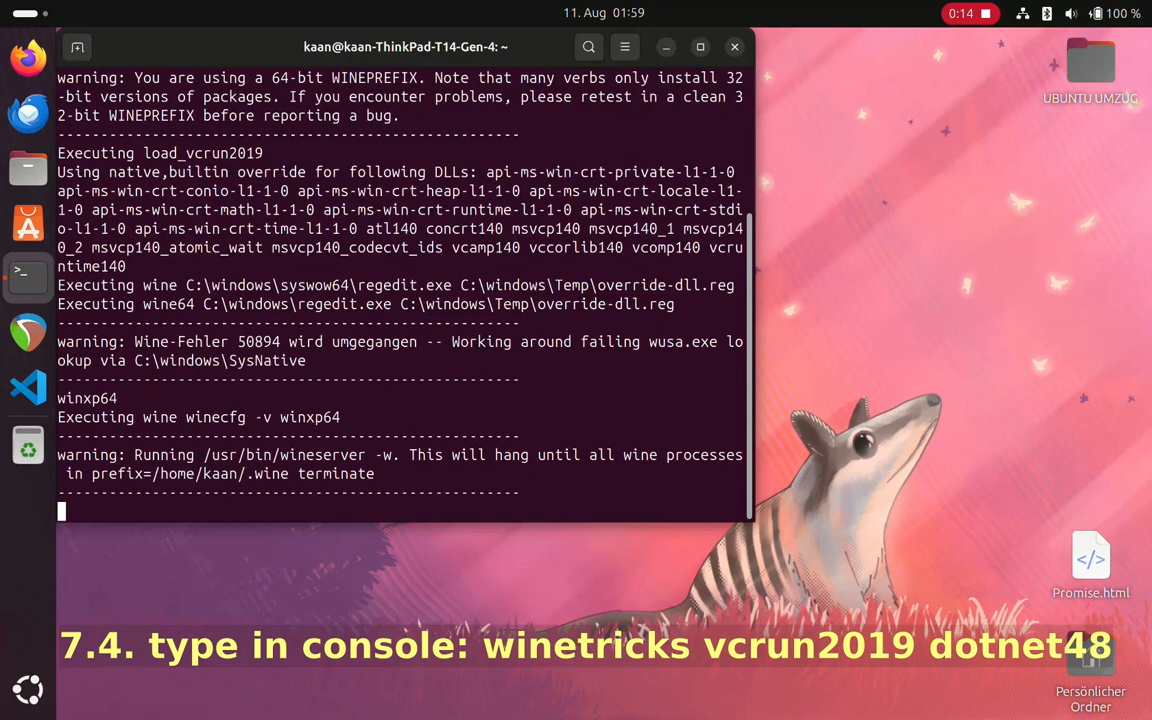 11. Aug 01:59
0:14
100 %
kaan@kaan-ThinkPad-T14-Gen-4: ~
warning: You are using a 64-bit WINEPREFIX. Note that many verbs only install 32
-bit versions of packages. If you encounter problems, please retest in a clean 3
2-bit WINEPREFIX before reporting a bug.
------------------------------------------------------
Executing load_vcrun2019
Using native,builtin override for following DLLs: api-ms-win-crt-private-l1-1-0
api-ms-win-crt-conio-l1-1-0 api-ms-win-crt-heap-l1-1-0 api-ms-win-crt-locale-l1-
1-0 api-ms-win-crt-math-l1-1-0 api-ms-win-crt-runtime-l1-1-0 api-ms-win-crt-stdi
o-l1-1-0 api-ms-win-crt-time-l1-1-0 atl140 concrt140 msvcp140 msvcp140_1 msvcp14
0_2 msvcp140_atomic_wait msvcp140_codecvt_ids vcamp140 vccorlib140 vcomp140 vcru
ntime140
Executing wine C:\windows\syswow64\regedit.exe C:\windows\Temp\override-dll.reg
Executing wine64 C:\windows\regedit.exe C:\windows\Temp\override-dll.reg
------------------------------------------------------
warning: Wine-Fehler 50894 wird umgegangen -- Working around failing wusa.exe lo
okup via C:\windows\SysNative
------------------------------------------------------
winxp64
Executing wine winecfg -v winxp64
------------------------------------------------------
warning: Running /usr/bin/wineserver -w. This will hang until all wine processes
in prefix=/home/kaan/.wine terminate
------------------------------------------------------
UBUNTU UMZUG
Promise.html
7.4. type in console: winetricks vcrun2019 dotnet48
Persönlicher
Ordner